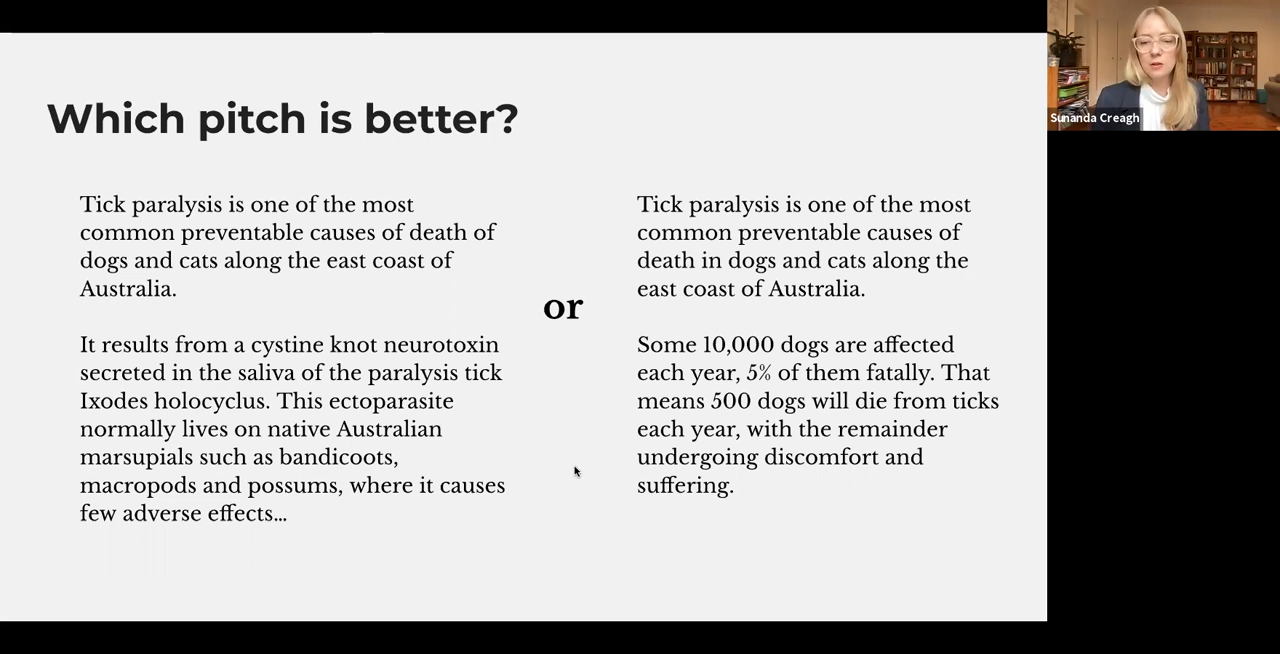 Which pitch is better?
Tick paralysis is one of the most
common preventable causes of death of
dogs and cats along the east coast of
Australia.
It results from a cystine knot neurotoxin
secreted in the saliva of the paralysis tick
Ixodes holocyclus. This ectoparasite
normally lives on native Australian
marsupials such as bandicoots,
macropods and possums, where it causes
few adverse effects...
or
Tick paralysis is one of the most
common preventable causes of
death in dogs and cats along the
east coast of Australia.
Some 10,000 dogs are affected
each year, 5% of them fatally. That
means 500 dogs will die from ticks
each year, with the remainder
undergoing discomfort and
suffering.
Sunanda Creagh